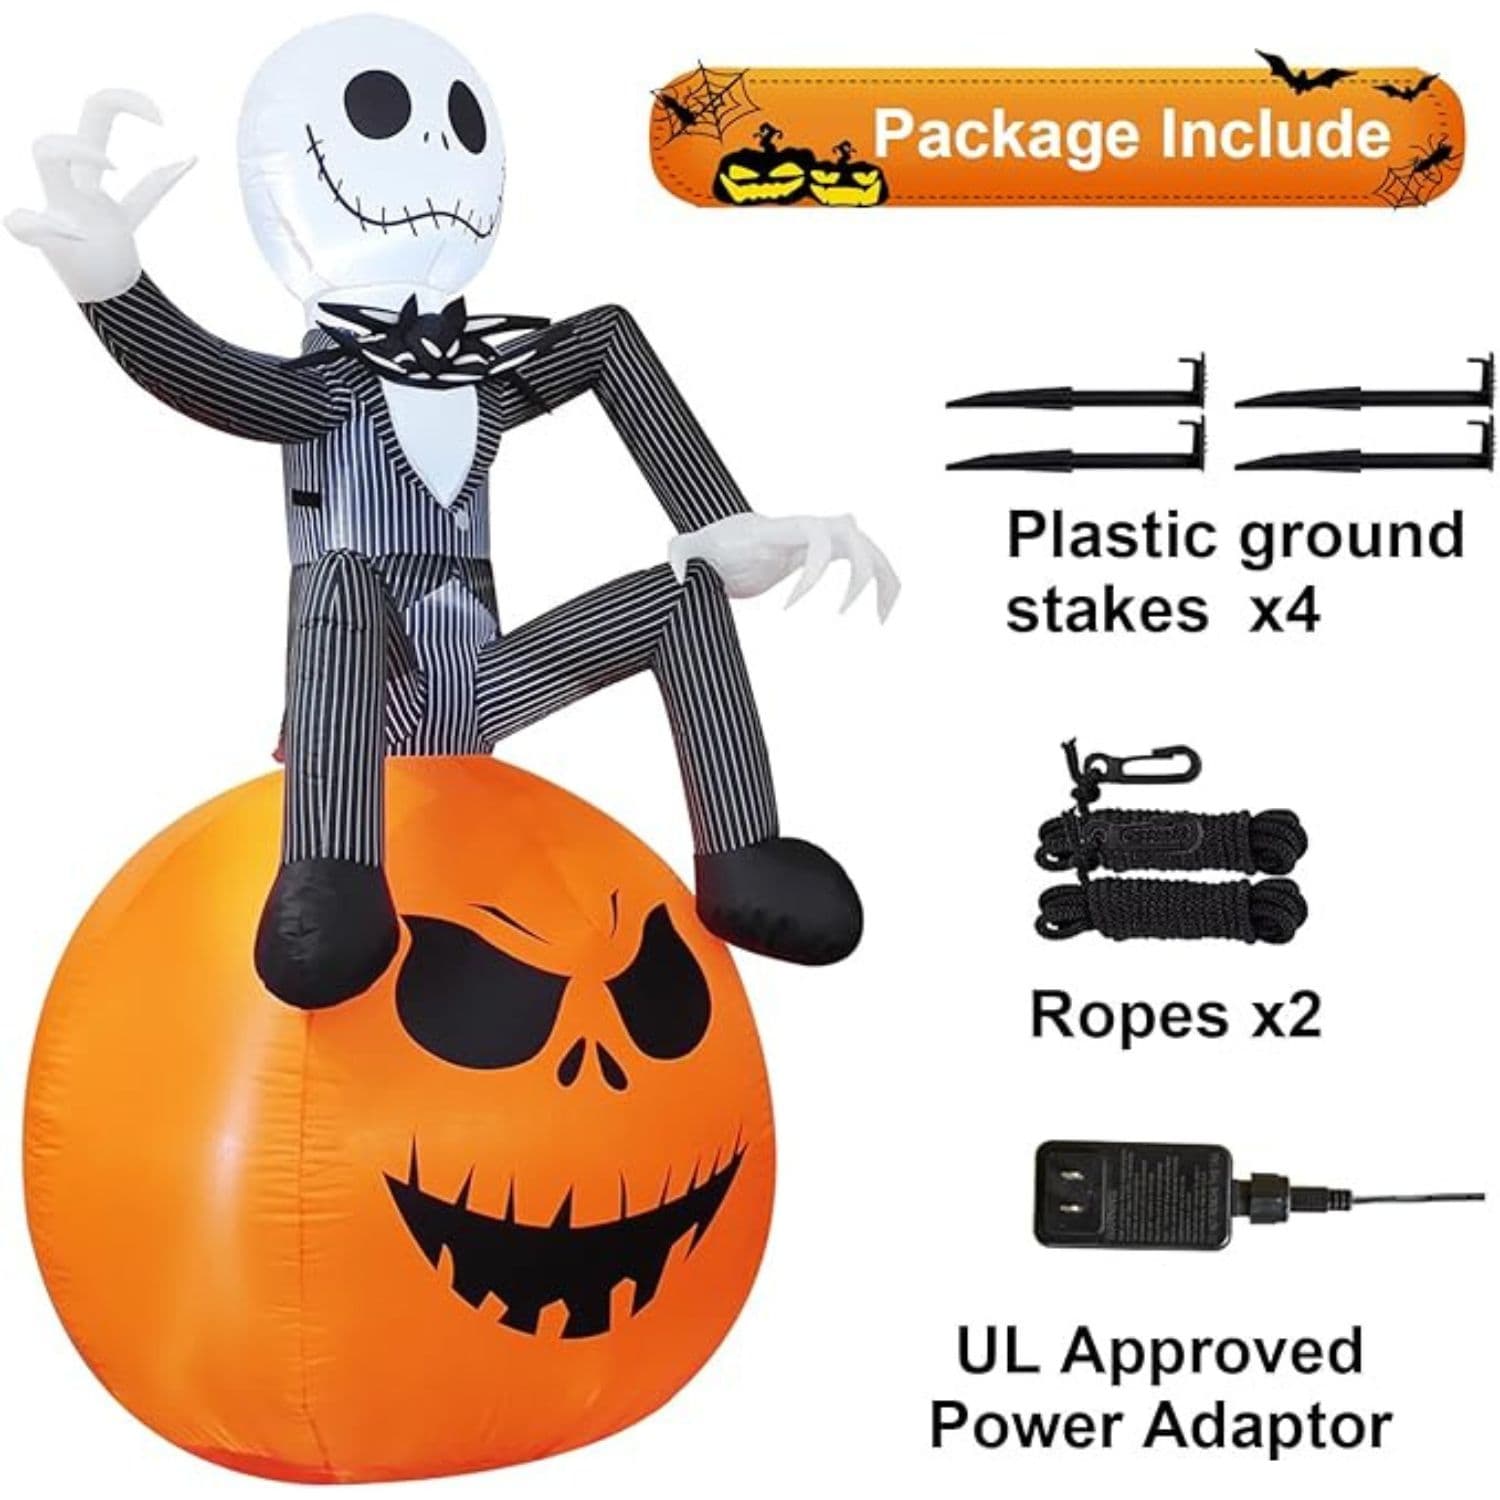 Package Include
Plastic ground
stakes x4
Ropes x2
UL Approved
Power Adaptor